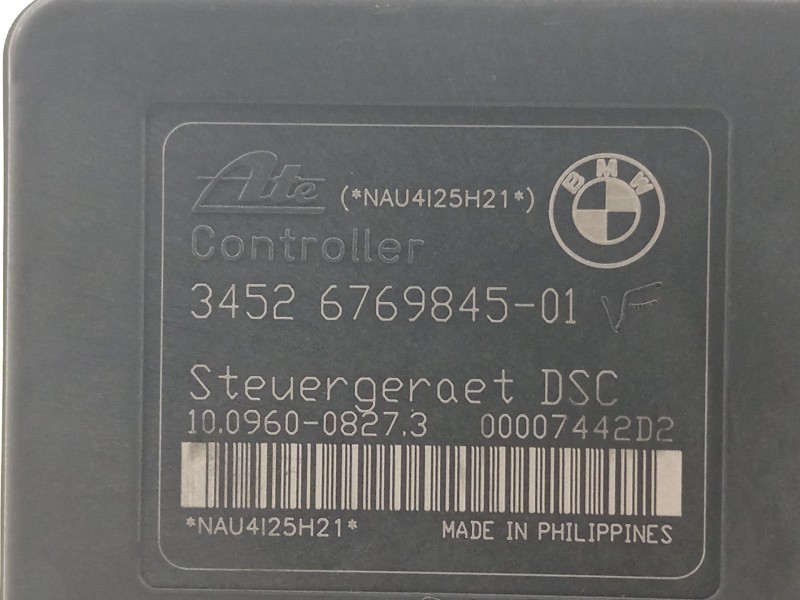 Ate (*NAU4I25H21*) BMW
Controller
3452 6769845-01
Steuergeraet DSC
10.0960-0827.3 00007442D2
*NAU4I25H21* MADE IN PHILIPPINES